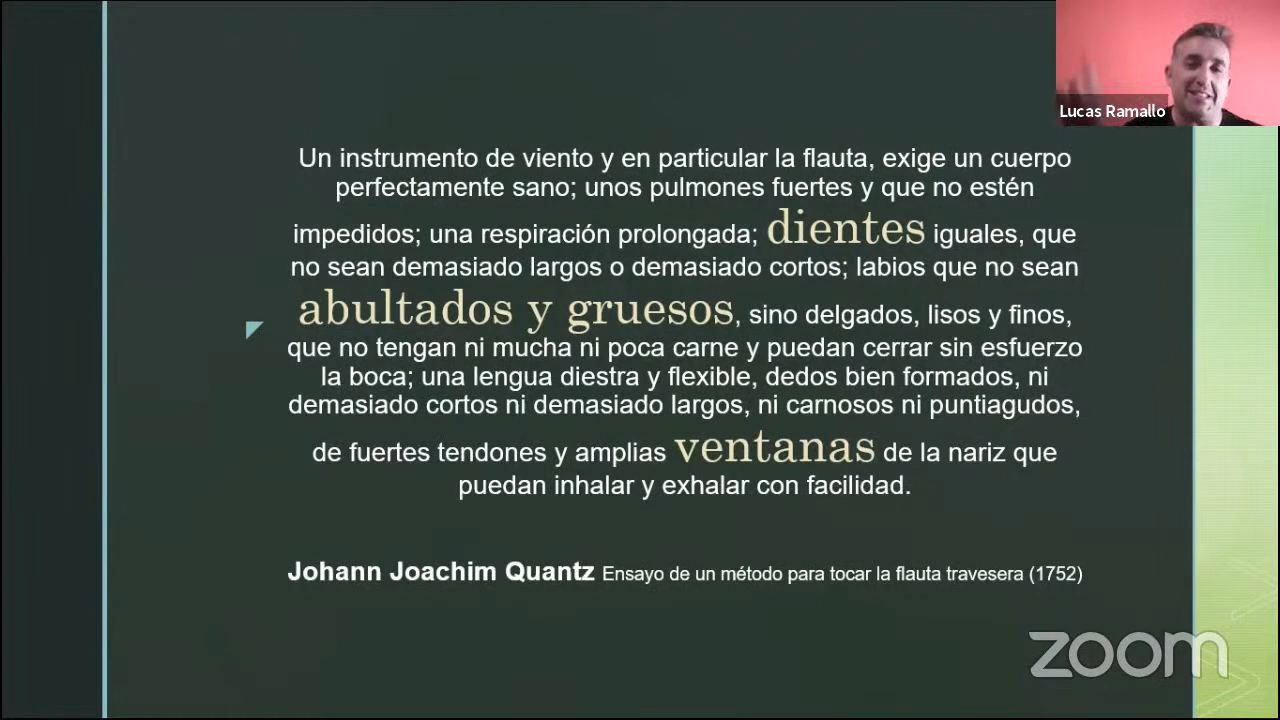 Lucas Ramallo
Un instrumento de viento y en particular la flauta, exige un cuerpo
perfectamente sano; unos pulmones fuertes y que no estén
impedidos; una respiración prolongada; dientes iguales, que
no sean demasiado largos o demasiado cortos; labios que no sean
abultados y gruesos, sino delgados, lisos y finos,
que no tengan ni mucha ni poca carne y puedan cerrar sin esfuerzo
la boca; una lengua diestra y flexible, dedos bien formados, ni
demasiado cortos ni demasiado largos, ni carnosos ni puntiagudos,
de fuertes tendones y amplias ventanas de la nariz que
puedan inhalar y exhalar con facilidad.
Johann Joachim Quantz Ensayo de un método para tocar la flauta travesera (1752)
zoom